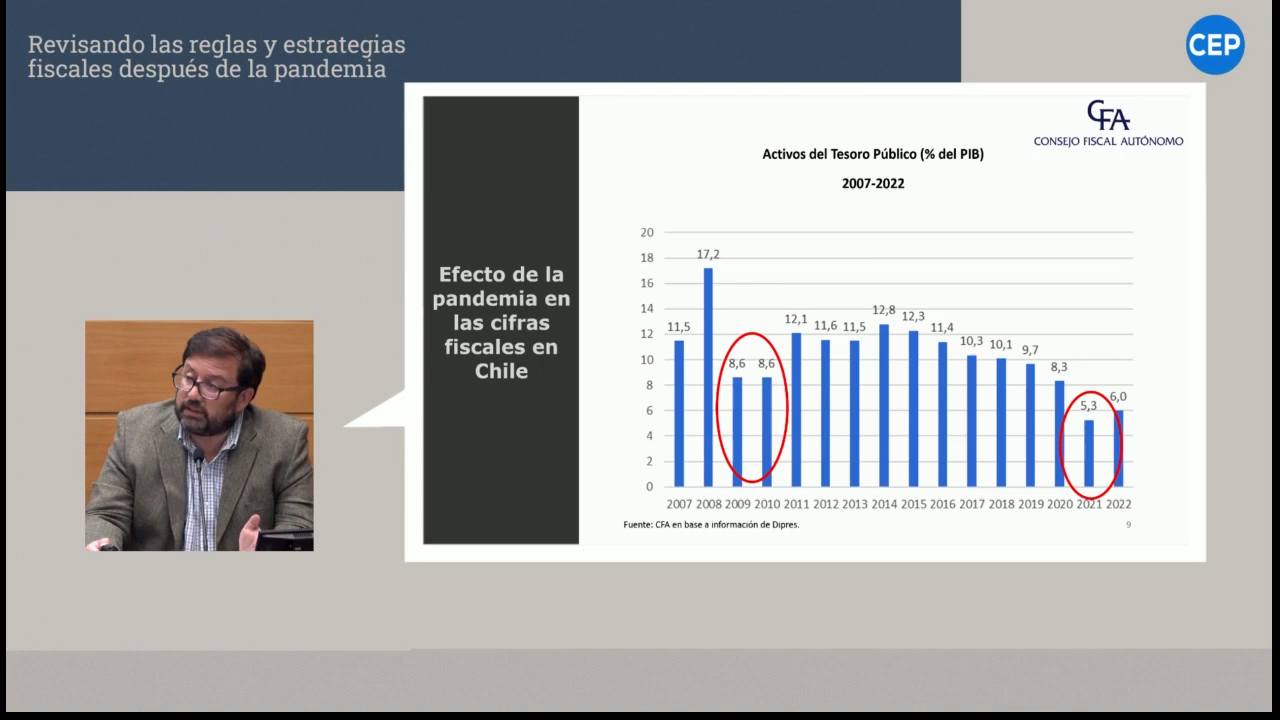 Revisando las reglas y estrategias
fiscales después de la pandemia
CEP
CFA
CONSEJO FISCAL AUTÓNOMO
Efecto de la
pandemia en
las cifras
fiscales en
Chile
Activos del Tesoro Público (% del PIB)
2007-2022
20
18
16
14
12
10
8
6
4
2
0
11,5
17,2
8,6
8,6
12,1
11,6
11,5
12,8
12,3
11,4
10,3
10,1
9,7
8,3
5,3
6,0
2007 2008 2009 2010 2011 2012 2013 2014 2015 2016 2017 2018 2019 2020 2021 2022
Fuente: CFA en base a información de Dipres.
9